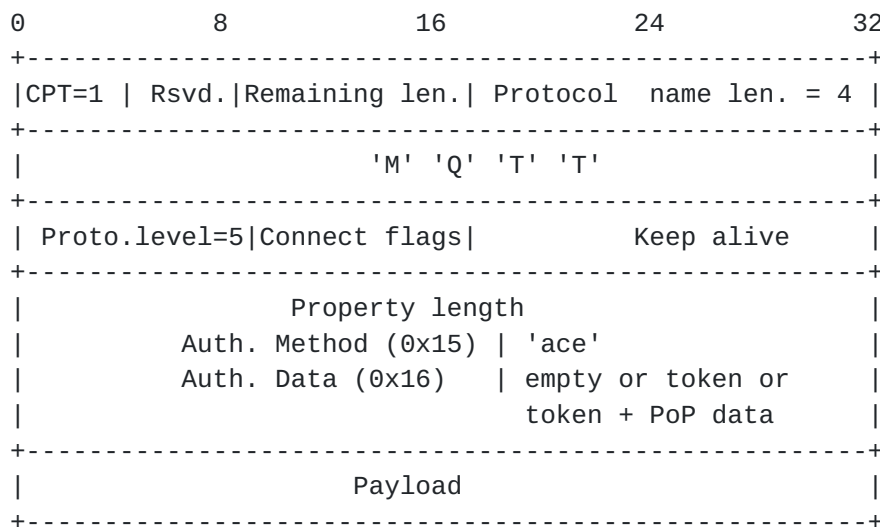 0             8             16             24             32
+------------------------------------------------------+
|CPT=1 | Rsvd.|Remaining len.| Protocol  name len. = 4 |
+------------------------------------------------------+
|                      'M' 'Q' 'T' 'T'                 |
+------------------------------------------------------+
| Proto.level=5|Connect flags|          Keep alive     |
+------------------------------------------------------+
|                 Property length                      |
|          Auth. Method (0x15) | 'ace'                 |
|          Auth. Data (0x16)   | empty or token or     |
|                                token + PoP data      |
+------------------------------------------------------+
|                     Payload                          |
+------------------------------------------------------+